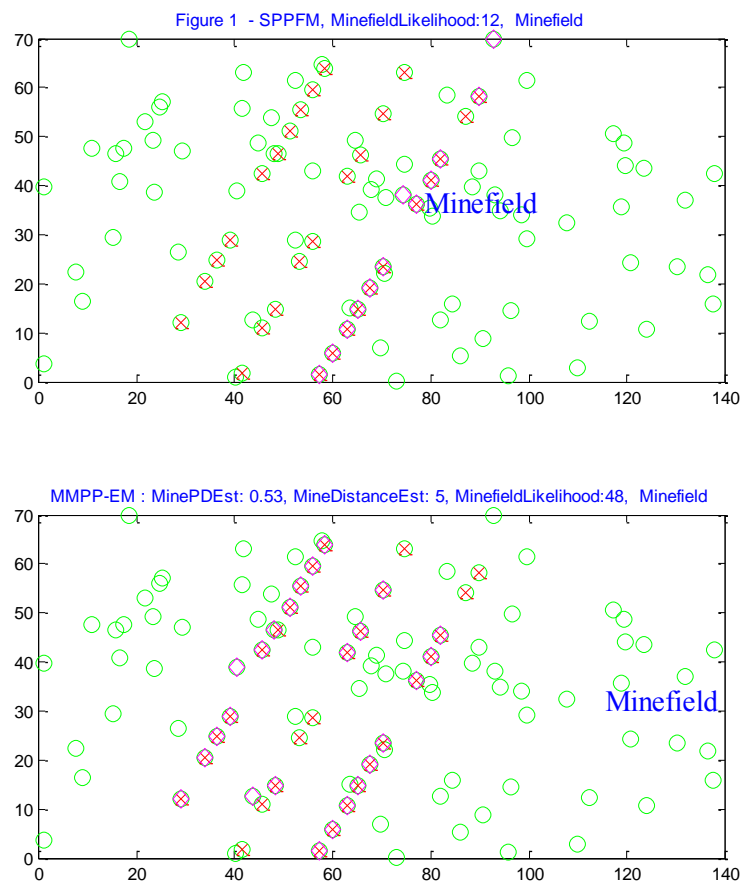 Figure 1 - SPPFM, MinefieldLikelihood:12, Minefield
70
60
50
40
30
20
10
0
Minefield
0 20 40 60 80 100 120 140
MMPP-EM : MinePDEst: 0.53, MineDistanceEst: 5, MinefieldLikelihood:48, Minefield
70
60
50
40
30
20
10
0
Minefield
0 20 40 60 80 100 120 140